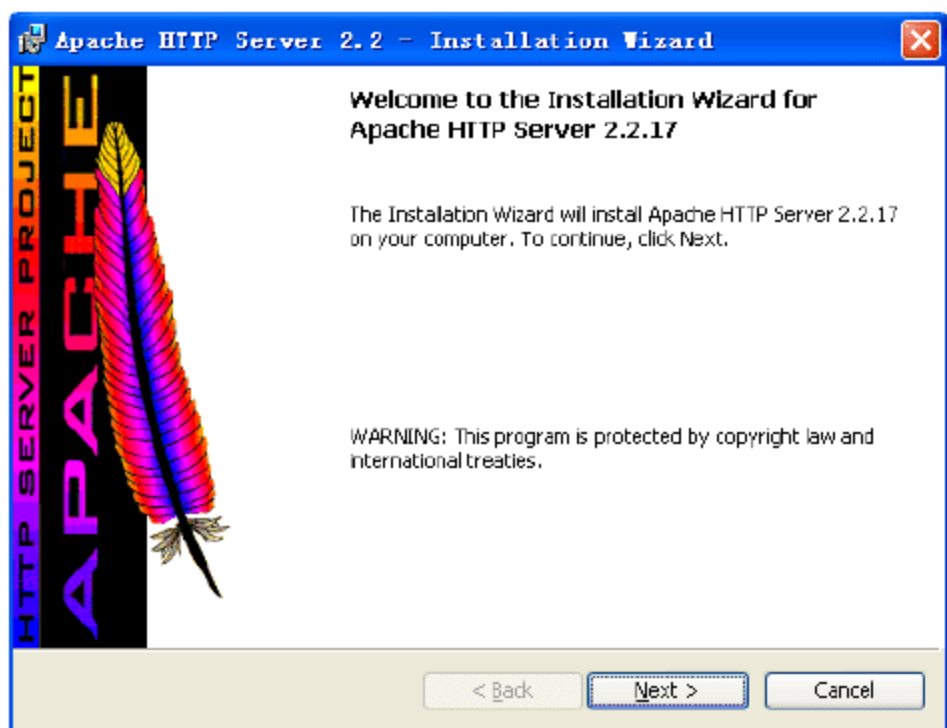 Apache HTTP Server 2.2 - Installation Wizard
HTTP SERVER PROJECT
APACHE
Welcome to the Installation Wizard for
Apache HTTP Server 2.2.17
The Installation Wizard will install Apache HTTP Server 2.2.17
on your computer. To continue, click Next.
WARNING: This program is protected by copyright law and
international treaties.
< Back
Next >
Cancel